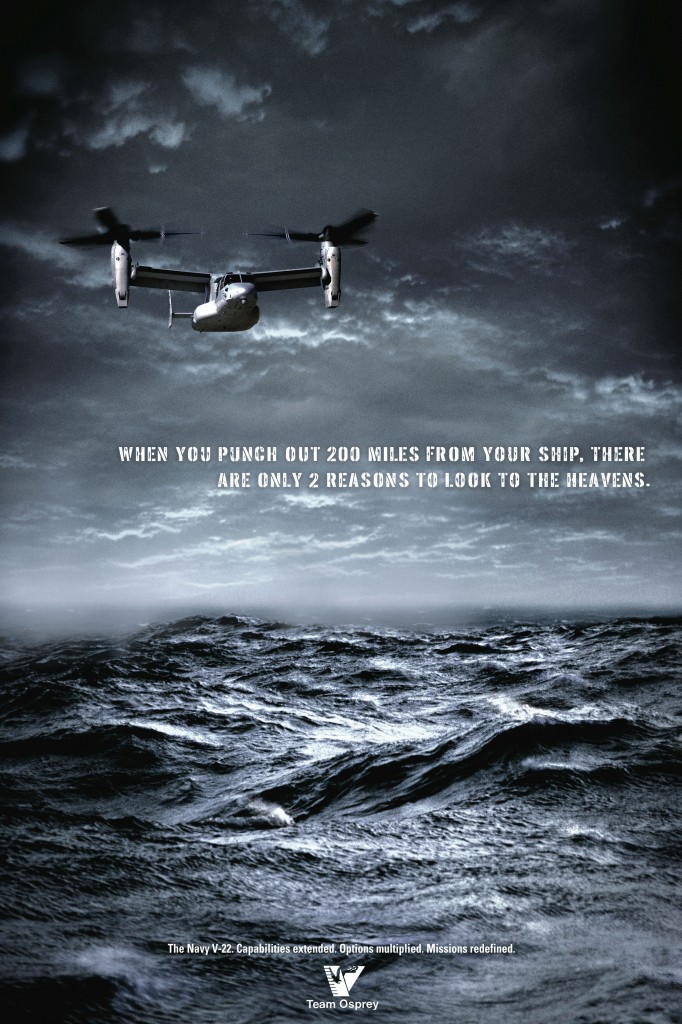 WHEN YOU PUNCH OUT 200 MILES FROM YOUR SHIP, THERE
ARE ONLY 2 REASONS TO LOOK TO THE HEAVENS.
The Navy V-22. Capabilities extended. Options multiplied. Missions redefined.
Team Osprey